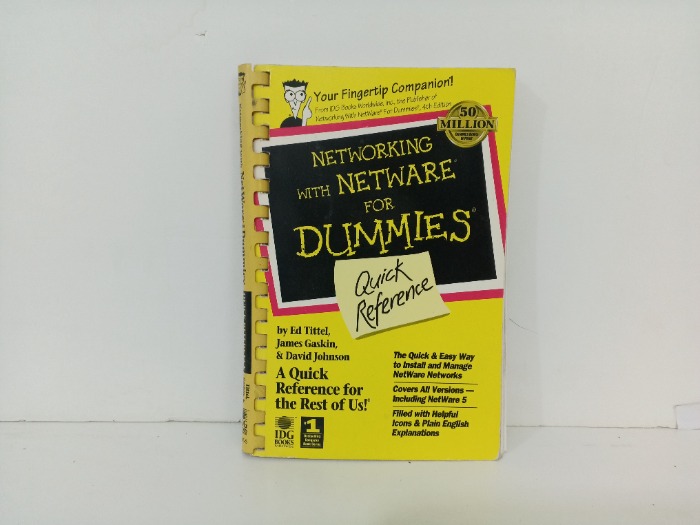 Your Fingertip Companion!
From IDG Books Worldwide, Inc., the Publisher of
Networking With NetWare® For Dummies®, 4th Edition
50
MILLION
NETWORKING
WITH NETWARE®
FOR
DUMMIES®
Quick
Reference
by Ed Tittel,
James Gaskin,
& David Johnson
A Quick
Reference for
the Rest of Us!®
The Quick & Easy Way
to Install and Manage
NetWare Networks
Covers All Versions —
Including NetWare 5
Filled with Helpful
Icons & Plain English
Explanations
IDG
BOOKS
#1